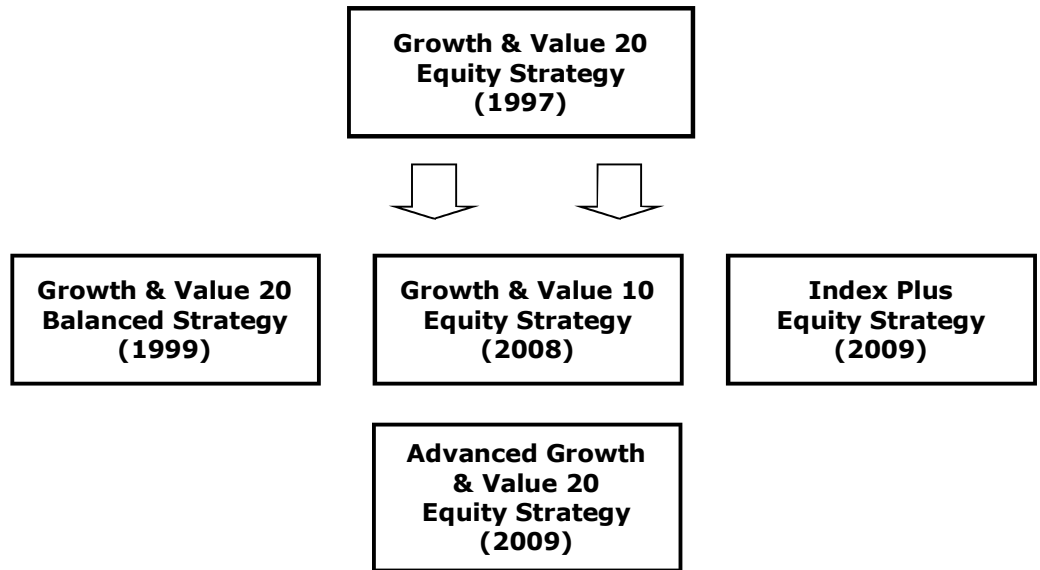 Growth & Value 20
Equity Strategy
(1997)
Growth & Value 20
Balanced Strategy
(1999)
Growth & Value 10
Equity Strategy
(2008)
Index Plus
Equity Strategy
(2009)
Advanced Growth
& Value 20
Equity Strategy
(2009)